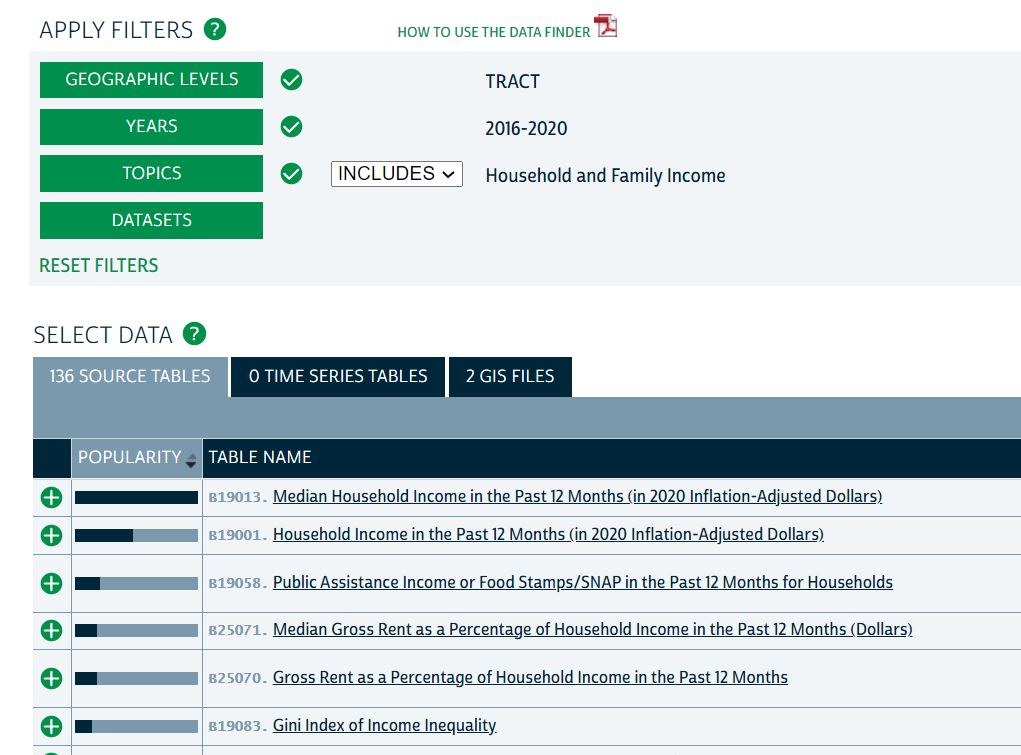 APPLY FILTERS ?
HOW TO USE THE DATA FINDER
GEOGRAPHIC LEVELS TRACT
YEARS 2016-2020
TOPICS INCLUDES Household and Family Income
DATASETS
RESET FILTERS
SELECT DATA ?
136 SOURCE TABLES 0 TIME SERIES TABLES 2 GIS FILES
POPULARITY TABLE NAME
B19013. Median Household Income in the Past 12 Months (in 2020 Inflation-Adjusted Dollars)
B19001. Household Income in the Past 12 Months (in 2020 Inflation-Adjusted Dollars)
B19058. Public Assistance Income or Food Stamps/SNAP in the Past 12 Months for Households
B25071. Median Gross Rent as a Percentage of Household Income in the Past 12 Months (Dollars)
B25070. Gross Rent as a Percentage of Household Income in the Past 12 Months
B19083. Gini Index of Income Inequality